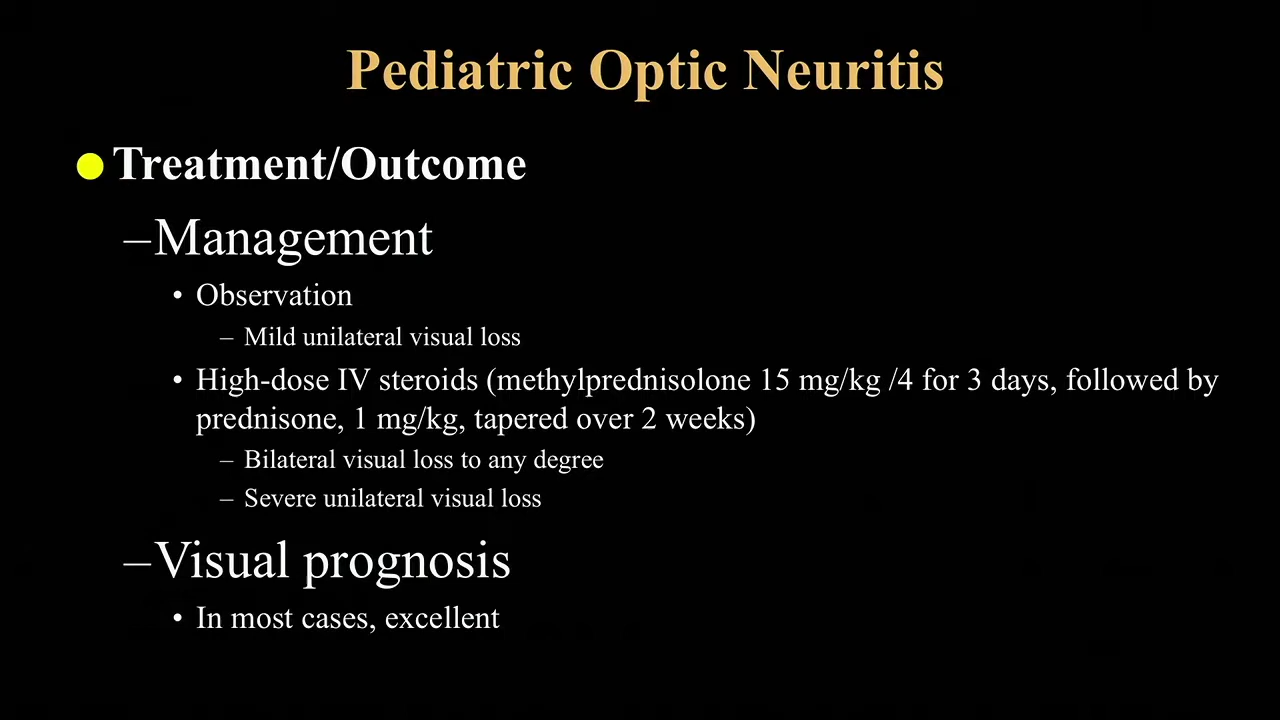 Pediatric Optic Neuritis
Treatment/Outcome
–Management
• Observation
– Mild unilateral visual loss
• High-dose IV steroids (methylprednisolone 15 mg/kg /4 for 3 days, followed by
prednisone, 1 mg/kg, tapered over 2 weeks)
– Bilateral visual loss to any degree
– Severe unilateral visual loss
–Visual prognosis
• In most cases, excellent